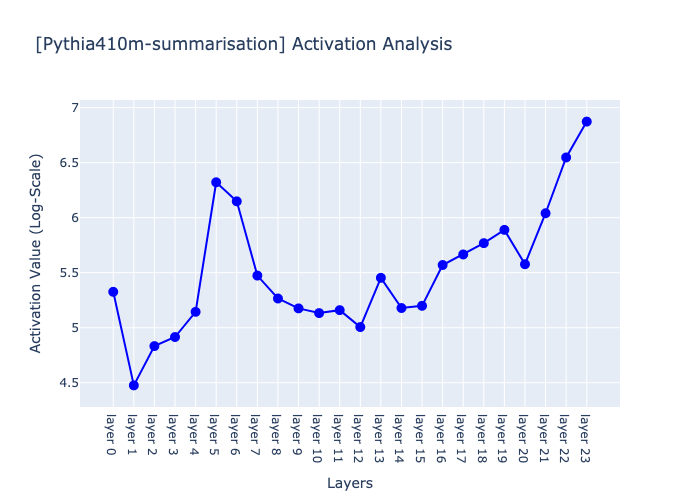 [Pythia410m-summarisation] Activation Analysis
7
6.5
6
5.5
5
4.5
Activation Value (Log-Scale)
layer 0
layer 1
layer 2
layer 3
layer 4
layer 5
layer 6
layer 7
layer 8
layer 9
layer 10
layer 11
layer 12
layer 13
layer 14
layer 15
layer 16
layer 17
layer 18
layer 19
layer 20
layer 21
layer 22
layer 23
Layers